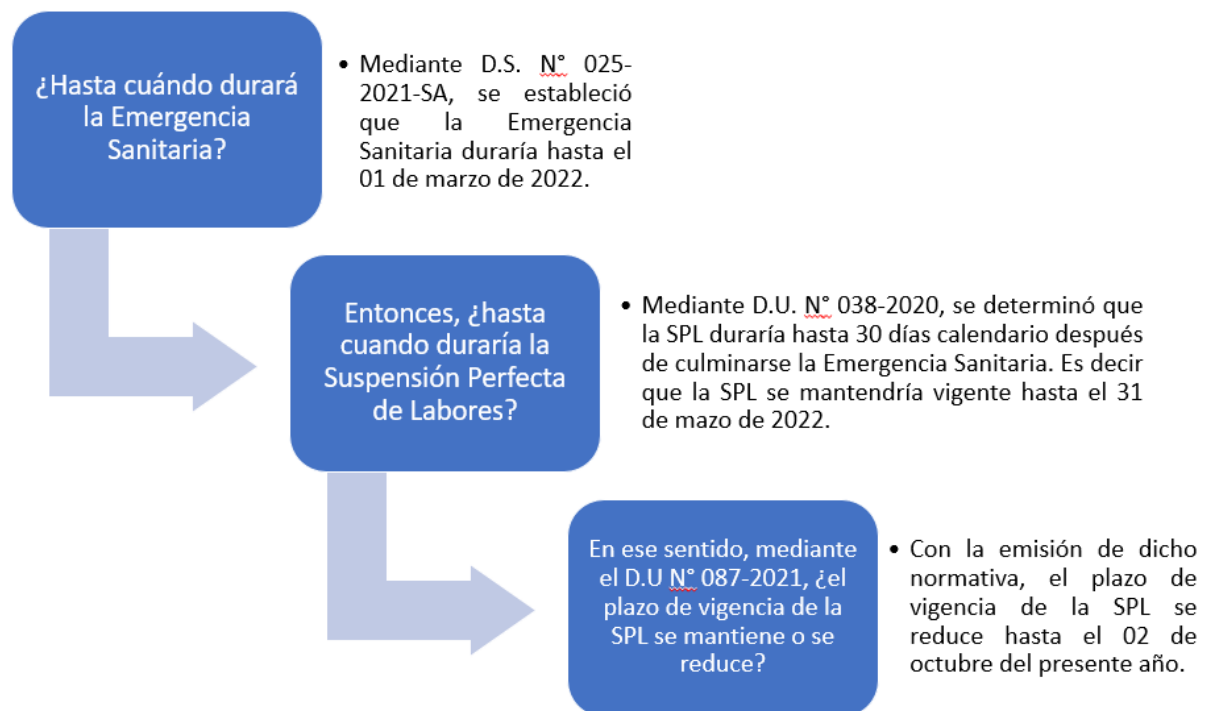 ¿Hasta cuándo durará
la Emergencia
Sanitaria?
• Mediante D.S. N° 025-
2021-SA, se estableció
que la Emergencia
Sanitaria duraría hasta el
01 de marzo de 2022.
Entonces, ¿hasta
cuando duraría la
Suspensión Perfecta
de Labores?
• Mediante D.U. N° 038-2020, se determinó que
la SPL duraría hasta 30 días calendario después
de culminarse la Emergencia Sanitaria. Es decir
que la SPL se mantendría vigente hasta el 31
de mazo de 2022.
En ese sentido, mediante
el D.U N° 087-2021, ¿el
plazo de vigencia de la
SPL se mantiene o se
reduce?
• Con la emisión de dicho
normativa, el plazo de
vigencia de la SPL se
reduce hasta el 02 de
octubre del presente año.